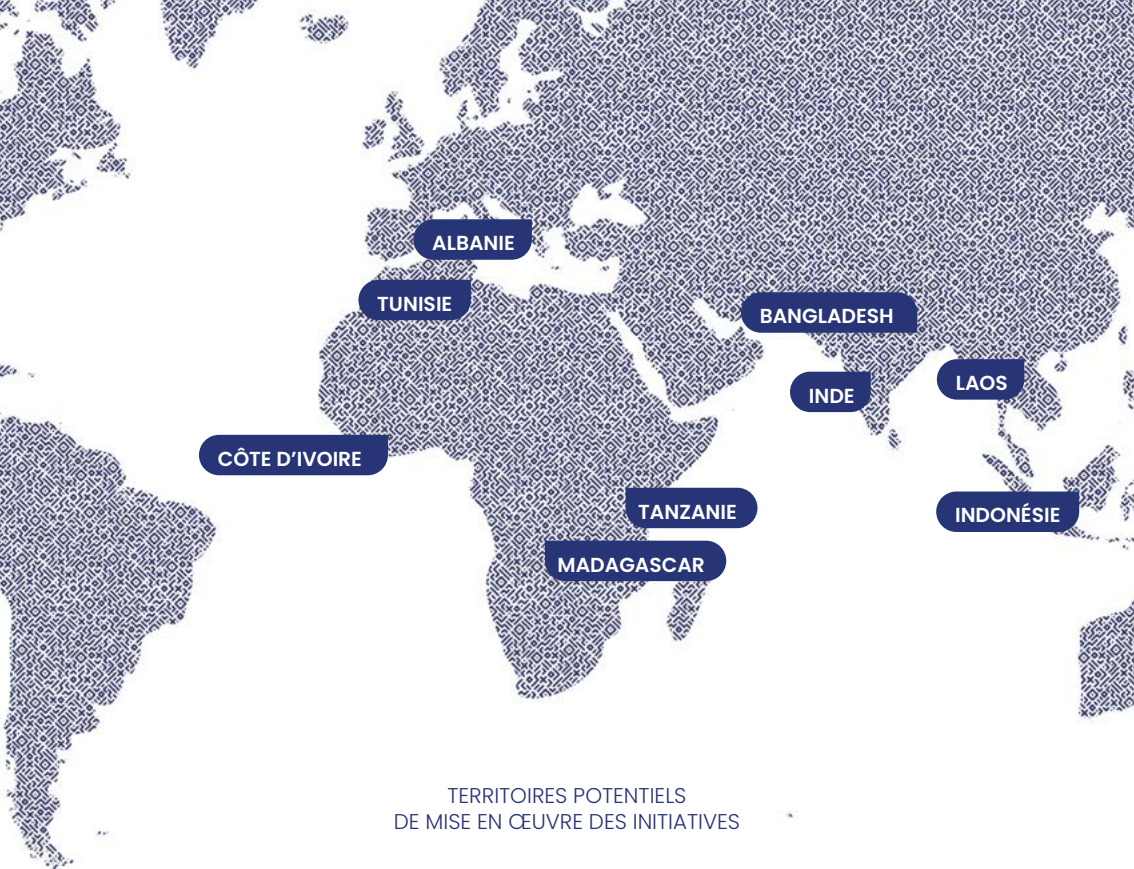 ALBANIE
TUNISIE
BANGLADESH
LAOS
INDE
CÔTE D'IVOIRE
TANZANIE
INDONÉSIE
MADAGASCAR
TERRITOIRES POTENTIELS
DE MISE EN ŒUVRE DES INITIATIVES